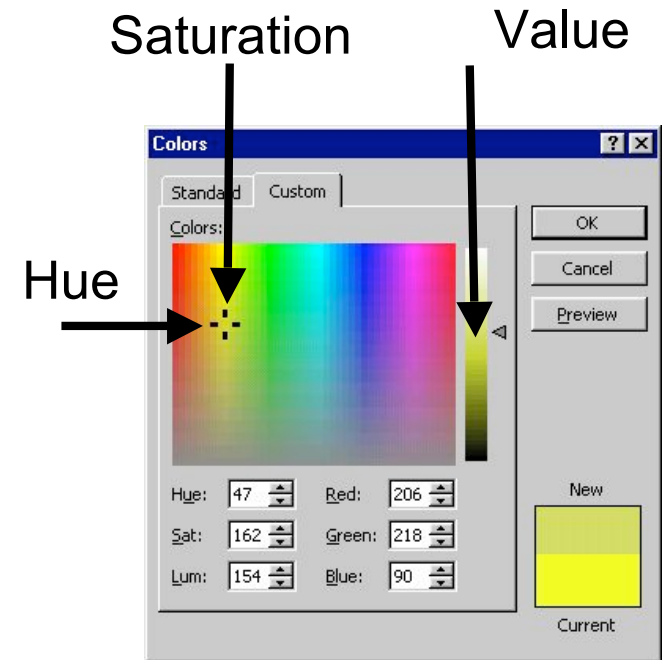 Saturation Value
Colors ? X
Standard Custom
Colors:
OK
Cancel
Hue
Preview
Hue: 47 Red: 206 New
Sat: 162 Green: 218
Lum: 154 Blue: 90
Current